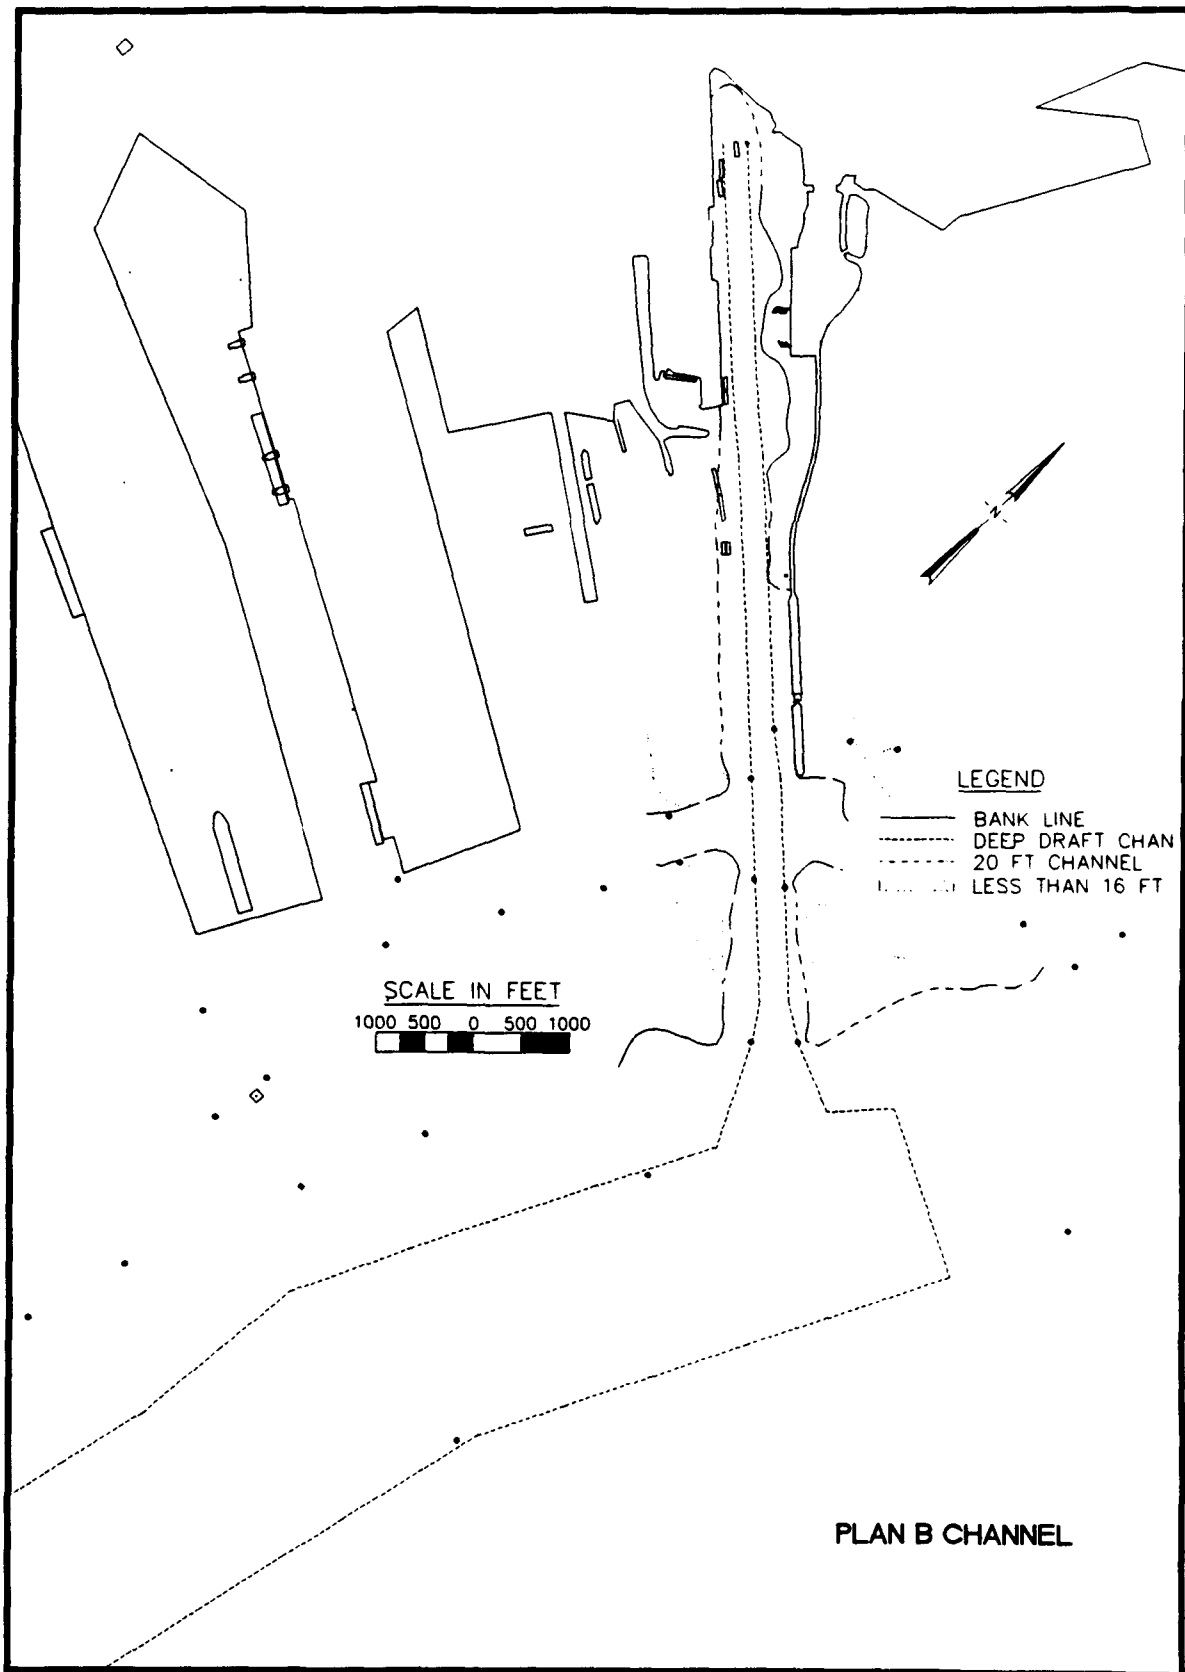 N
LEGEND
BANK LINE
DEEP DRAFT CHAN
20 FT CHANNEL
LESS THAN 16 FT
SCALE IN FEET
1000 500 0 500 1000
PLAN B CHANNEL